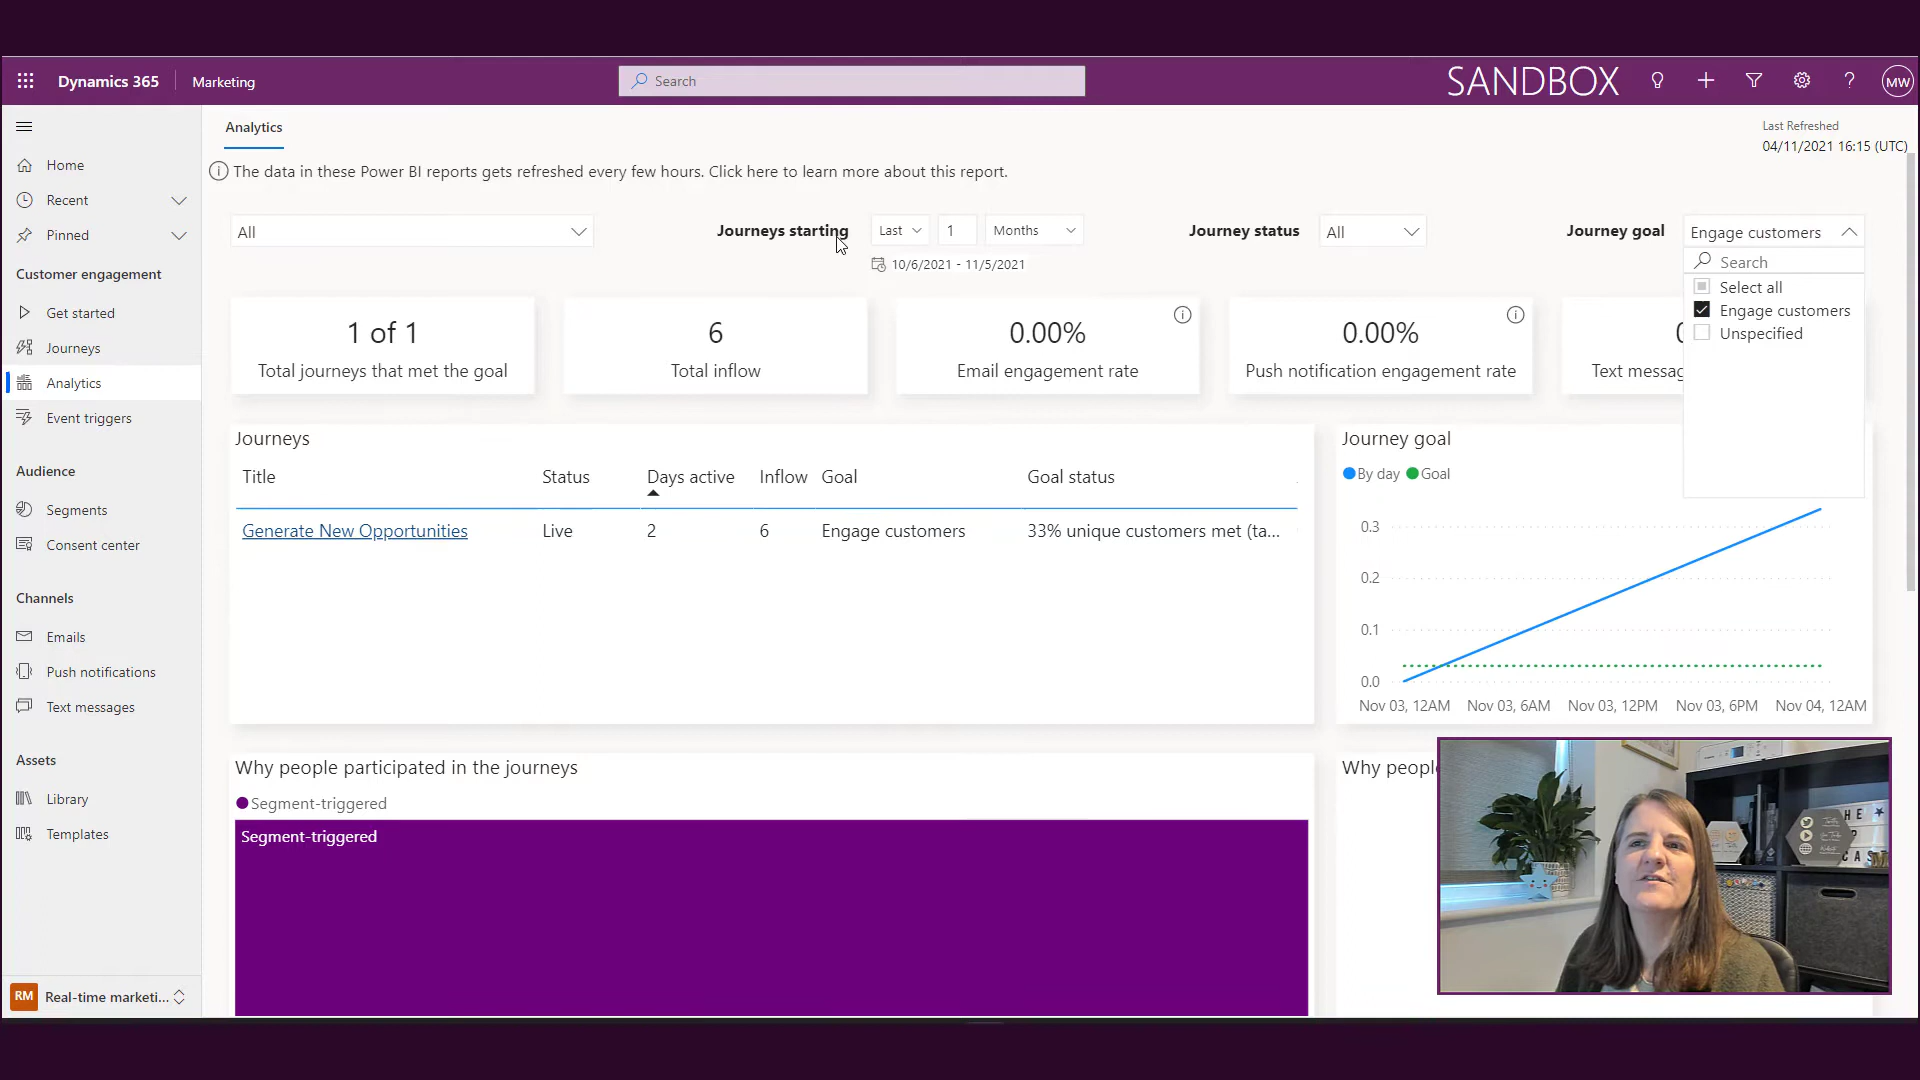 Dynamics 365 Marketing Search SANDBOX MW
Analytics
Last Refreshed
04/11/2021 16:15 (UTC)
The data in these Power BI reports gets refreshed every few hours. Click here to learn more about this report.
Home
Recent
Pinned
Customer engagement
Get started
Journeys
Analytics
Event triggers
Audience
Segments
Consent center
Channels
Emails
Push notifications
Text messages
Assets
Library
Templates
RM Real-time marketi...
All
Journeys starting Last 1 Months
10/6/2021 - 11/5/2021
Journey status All
Journey goal Engage customers
Search
Select all
Engage customers
Unspecified
1 of 1
Total journeys that met the goal
6
Total inflow
0.00%
Email engagement rate
0.00%
Push notification engagement rate
Text messag
Journeys
Title Status Days active Inflow Goal Goal status
Generate New Opportunities Live 2 6 Engage customers 33% unique customers met (ta...
Journey goal
By day Goal
0.3
0.2
0.1
0.0
Nov 03, 12AM Nov 03, 6AM Nov 03, 12PM Nov 03, 6PM Nov 04, 12AM
Why people participated in the journeys
Segment-triggered
Segment-triggered
Why peopl